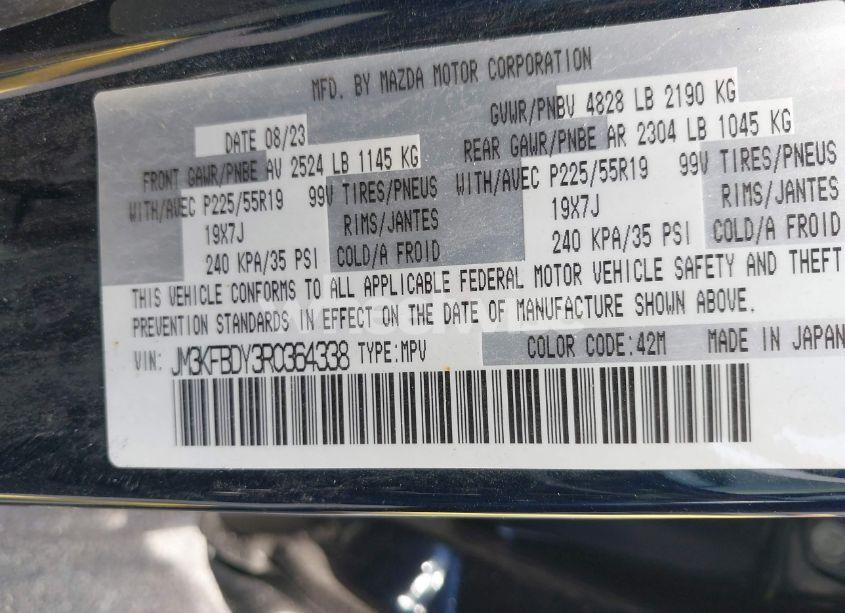 MFD. BY MAZDA MOTOR CORPORATION
DATE 08/23 GVWR/PNBV 4828 LB 2190 KG
FRONT GAWR/PNBE AV 2524 LB 1145 KG REAR GAWR/PNBE AR 2304 LB 1045 KG
WITH/AVEC P225/55R19 99V TIRES/PNEUS WITH/AVEC P225/55R19 99V TIRES/PNEUS
19X7J RIMS/JANTES 19X7J RIMS/JANTES
240 KPA/35 PSI COLD/A FROID 240 KPA/35 PSI COLD/A FROID
THIS VEHICLE CONFORMS TO ALL APPLICABLE FEDERAL MOTOR VEHICLE SAFETY AND THEFT
PREVENTION STANDARDS IN EFFECT ON THE DATE OF MANUFACTURE SHOWN ABOVE.
VIN: JM3KFBDY3R0364338 TYPE:MPV COLOR CODE:42M MADE IN JAPAN